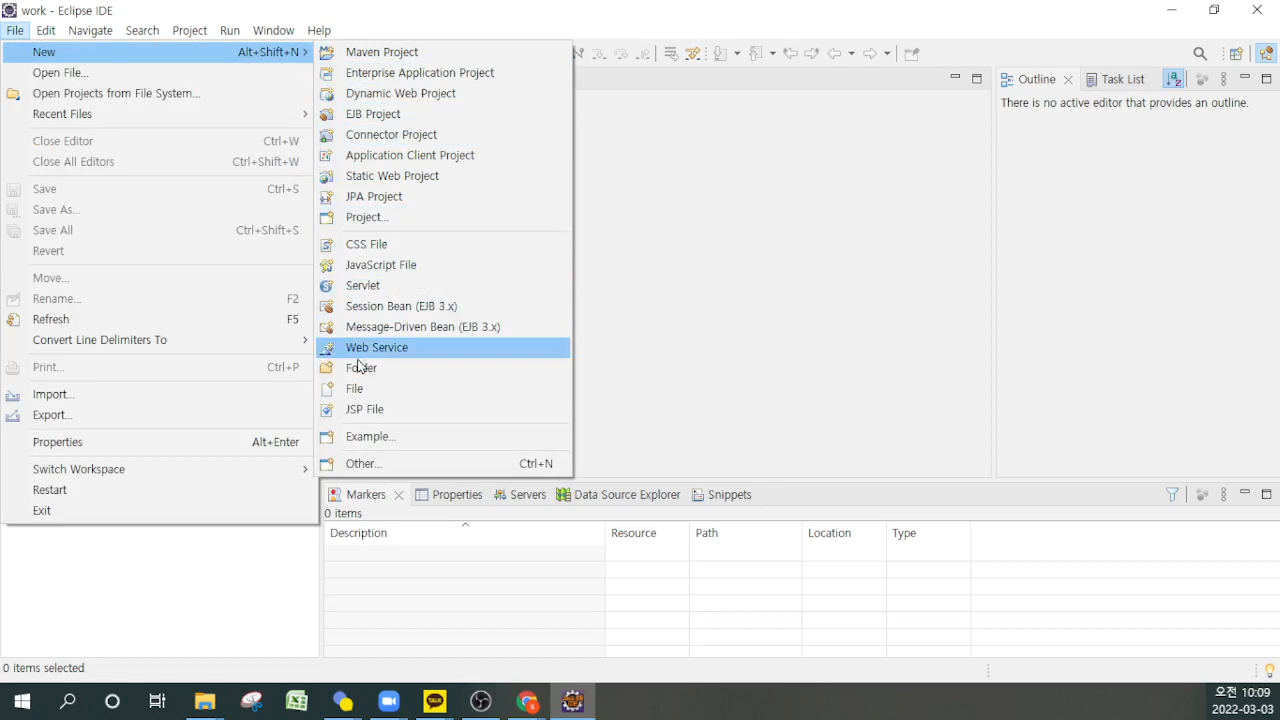 work - Eclipse IDE
File Edit Navigate Search Project Run Window Help
New Alt+Shift+N
Open File...
Open Projects from File System...
Recent Files
Close Editor Ctrl+W
Close All Editors Ctrl+Shift+W
Save Ctrl+S
Save As...
Save All Ctrl+Shift+S
Revert
Move...
Rename... F2
Refresh F5
Convert Line Delimiters To
Print... Ctrl+P
Import...
Export...
Properties Alt+Enter
Switch Workspace
Restart
Exit
Maven Project
Enterprise Application Project
Dynamic Web Project
EJB Project
Connector Project
Application Client Project
Static Web Project
JPA Project
Project...
CSS File
JavaScript File
Servlet
Session Bean (EJB 3.x)
Message-Driven Bean (EJB 3.x)
Web Service
Folder
File
JSP File
Example...
Other... Ctrl+N
Outline Task List
There is no active editor that provides an outline.
Markers Properties Servers Data Source Explorer Snippets
0 items
Description Resource Path Location Type
0 items selected
TALK
오전 10:09
2022-03-03